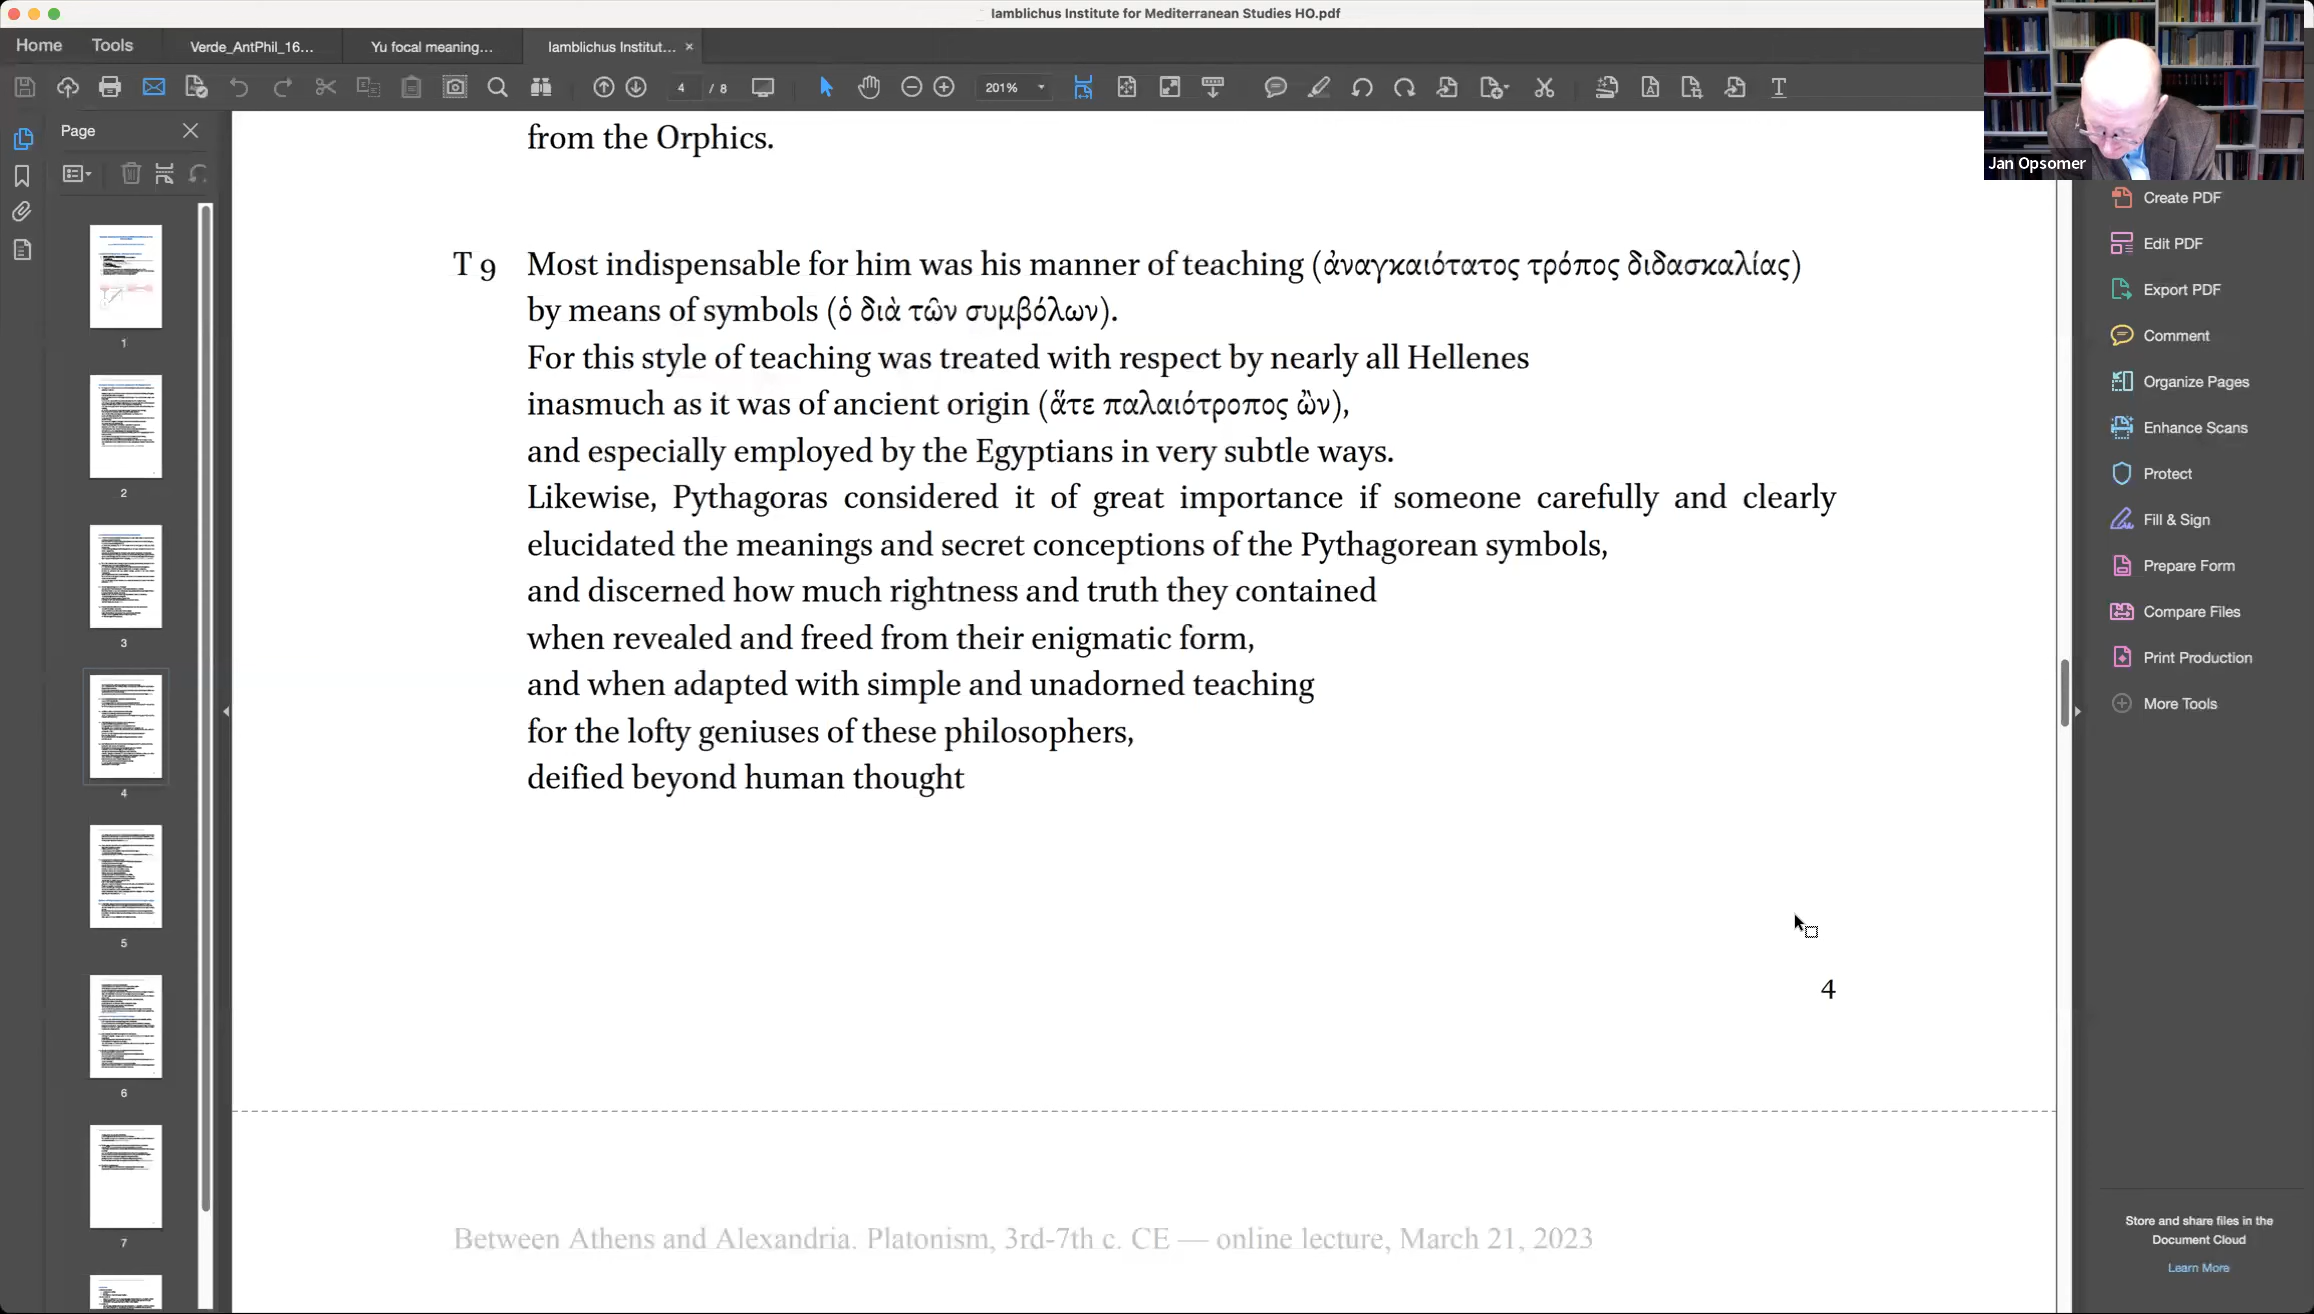 Iamblichus Institute for Mediterranean Studies HO.pdf
Home
Tools
Verde_AntPhil_16...
Yu focal meaning...
Iamblichus Institut...
4 / 8
201%
Jan Opsomer
Page
1
2
3
4
5
6
7
from the Orphics.
T 9 Most indispensable for him was his manner of teaching (ἀναγκαιότατος τρόπος διδασκαλίας)
by means of symbols (ὁ διὰ τῶν συμβόλων).
For this style of teaching was treated with respect by nearly all Hellenes
inasmuch as it was of ancient origin (ἅτε παλαιότροπος ὢν),
and especially employed by the Egyptians in very subtle ways.
Likewise, Pythagoras considered it of great importance if someone carefully and clearly
elucidated the meanings and secret conceptions of the Pythagorean symbols,
and discerned how much rightness and truth they contained
when revealed and freed from their enigmatic form,
and when adapted with simple and unadorned teaching
for the lofty geniuses of these philosophers,
deified beyond human thought
4
Between Athens and Alexandria. Platonism, 3rd-7th c. CE — online lecture, March 21, 2023
Create PDF
Edit PDF
Export PDF
Comment
Organize Pages
Enhance Scans
Protect
Fill & Sign
Prepare Form
Compare Files
Print Production
More Tools
Store and share files in the
Document Cloud
Learn More